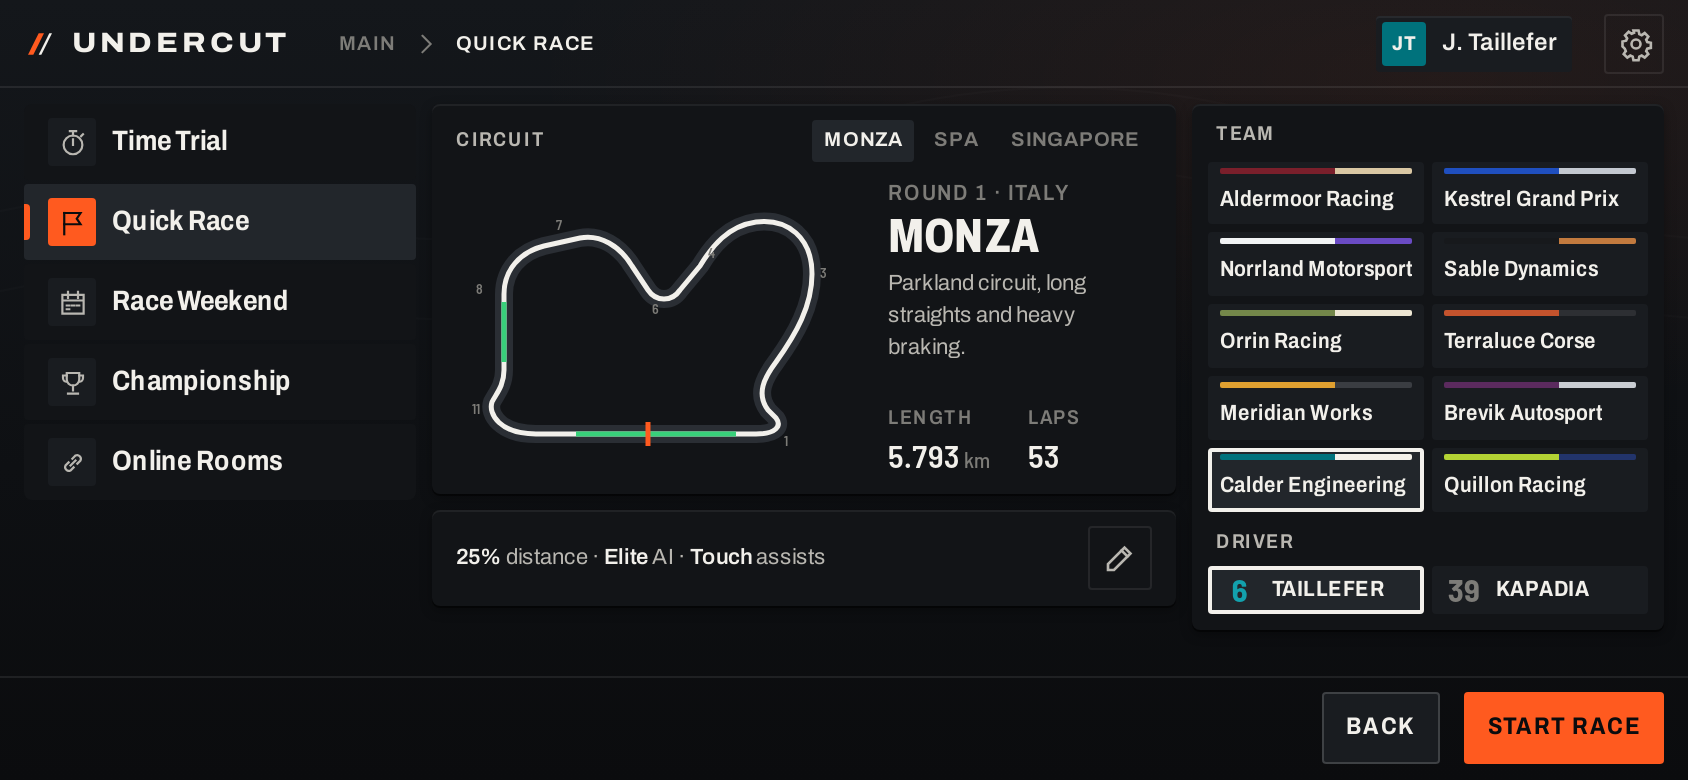 UNDERCUT
MAIN
QUICK RACE
JT
J. Taillefer
Time Trial
Quick Race
Race Weekend
Championship
Online Rooms
CIRCUIT
MONZA
SPA
SINGAPORE
7
8
6
3
11
1
ROUND 1 · ITALY
MONZA
Parkland circuit, long
straights and heavy
braking.
LENGTH
LAPS
5.793 km
53
25% distance · Elite AI · Touch assists
TEAM
Aldermoor Racing
Kestrel Grand Prix
Norrland Motorsport
Sable Dynamics
Orrin Racing
Terraluce Corse
Meridian Works
Brevik Autosport
Calder Engineering
Quillon Racing
DRIVER
6 TAILLEFER
39 KAPADIA
BACK
START RACE